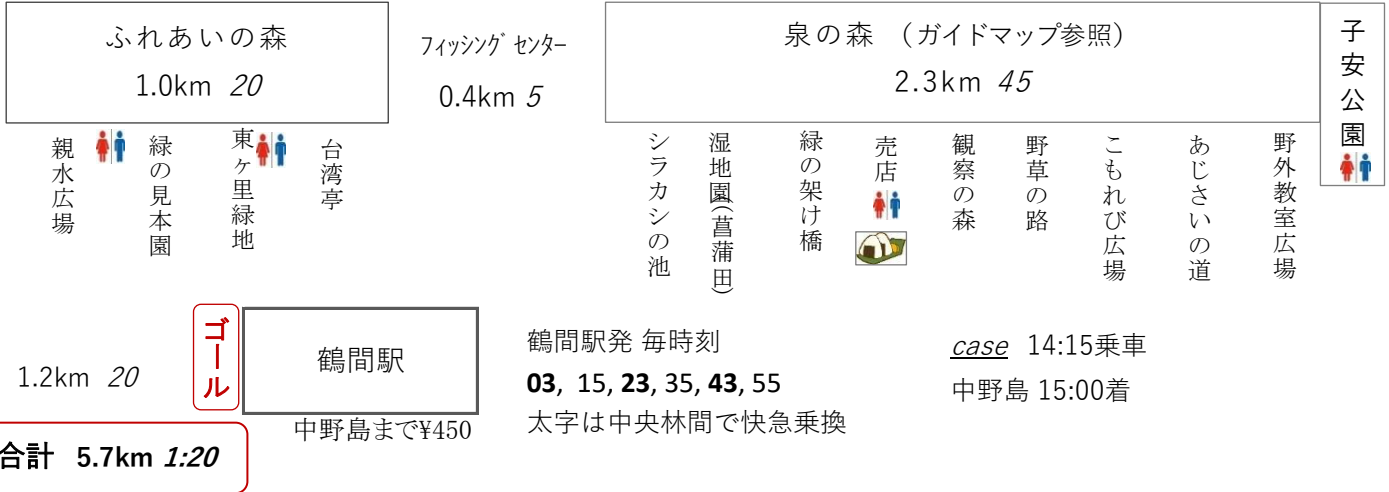 ふれあいの森
1.0km 20
フィッシングセンター
0.4km 5
泉の森 （ガイドマップ参照）
2.3km 45
子安公園
親水広場
緑の見本園
東ヶ里緑地
台湾亭
シラカシの池
湿地園(菖蒲田)
緑の架け橋
売店
観察の森
野草の路
こもれび広場
あじさいの道
野外教室広場
1.2km 20
ゴール
鶴間駅
中野島まで¥450
鶴間駅発 毎時刻
03, 15, 23, 35, 43, 55
太字は中央林間で快急乗換
case 14:15乗車
中野島 15:00着
合計 5.7km 1:20